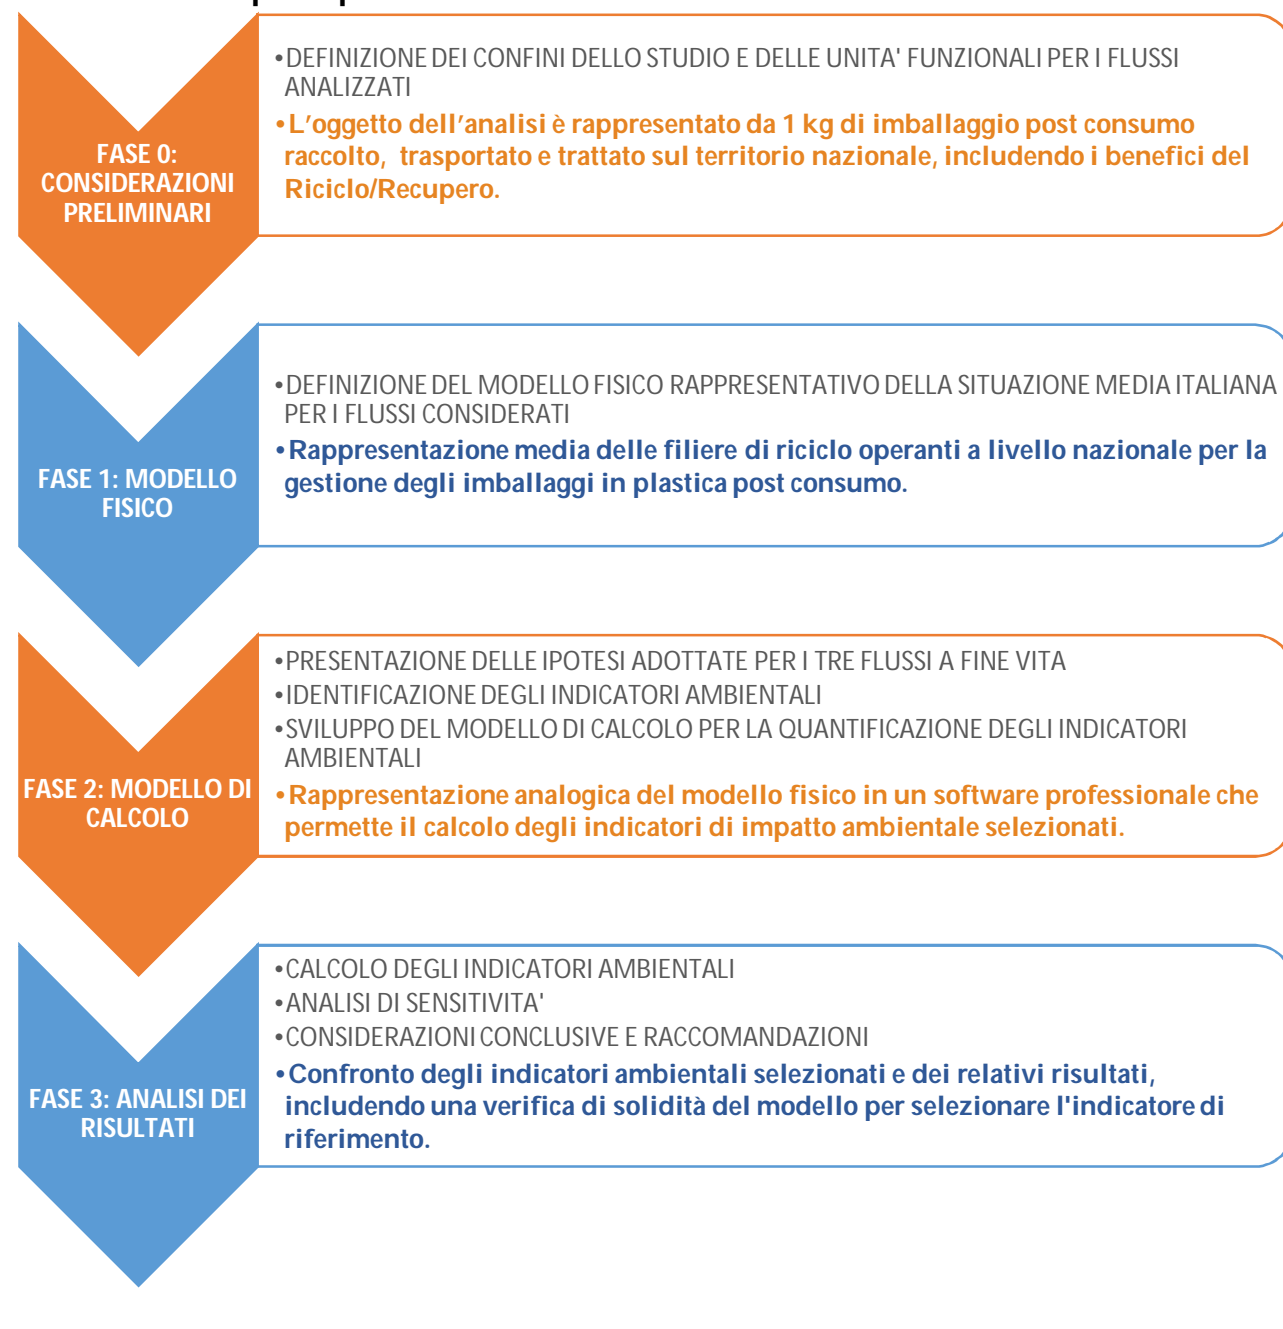 FASE 0:
CONSIDERAZIONI
PRELIMINARI
•DEFINIZIONE DEI CONFINI DELLO STUDIO E DELLE UNITA' FUNZIONALI PER I FLUSSI
ANALIZZATI
•L'oggetto dell'analisi è rappresentato da 1 kg di imballaggio post consumo
raccolto, trasportato e trattato sul territorio nazionale, includendo i benefici del
Riciclo/Recupero.
FASE 1: MODELLO
FISICO
•DEFINIZIONE DEL MODELLO FISICO RAPPRESENTATIVO DELLA SITUAZIONE MEDIA ITALIANA
PER I FLUSSI CONSIDERATI
•Rappresentazione media delle filiere di riciclo operanti a livello nazionale per la
gestione degli imballaggi in plastica post consumo.
FASE 2: MODELLO DI
CALCOLO
•PRESENTAZIONE DELLE IPOTESI ADOTTATE PER I TRE FLUSSI A FINE VITA
•IDENTIFICAZIONE DEGLI INDICATORI AMBIENTALI
•SVILUPPO DEL MODELLO DI CALCOLO PER LA QUANTIFICAZIONE DEGLI INDICATORI
AMBIENTALI
•Rappresentazione analogica del modello fisico in un software professionale che
permette il calcolo degli indicatori di impatto ambientale selezionati.
FASE 3: ANALISI DEI
RISULTATI
•CALCOLO DEGLI INDICATORI AMBIENTALI
•ANALISI DI SENSITIVITA'
•CONSIDERAZIONI CONCLUSIVE E RACCOMANDAZIONI
•Confronto degli indicatori ambientali selezionati e dei relativi risultati,
includendo una verifica di solidità del modello per selezionare l'indicatore di
riferimento.